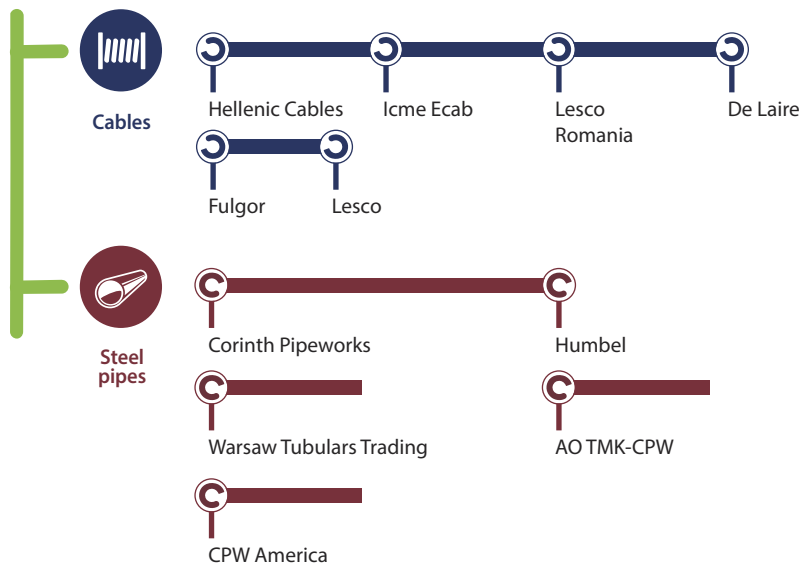 Cables
Hellenic Cables
Icme Ecab
Lesco
Romania
De Laire
Fulgor
Lesco
Steel
pipes
Corinth Pipeworks
Humbel
Warsaw Tubulars Trading
AO TMK-CPW
CPW America